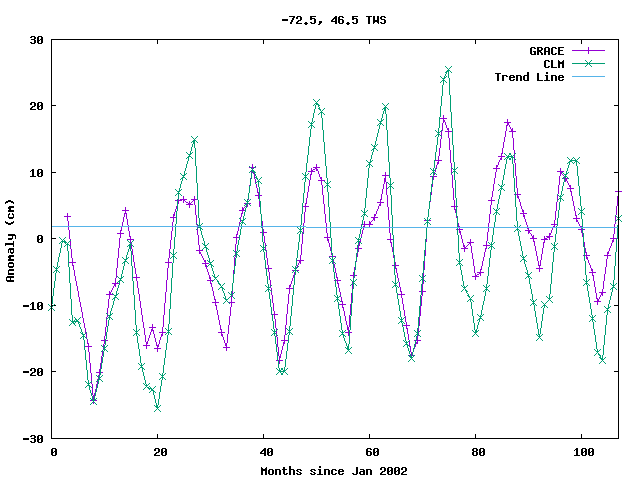 -72.5, 46.5 TWS
GRACE
CLM
Trend Line
30
20
10
0
-10
-20
-30
Anomaly (cm)
0 20 40 60 80 100
Months since Jan 2002